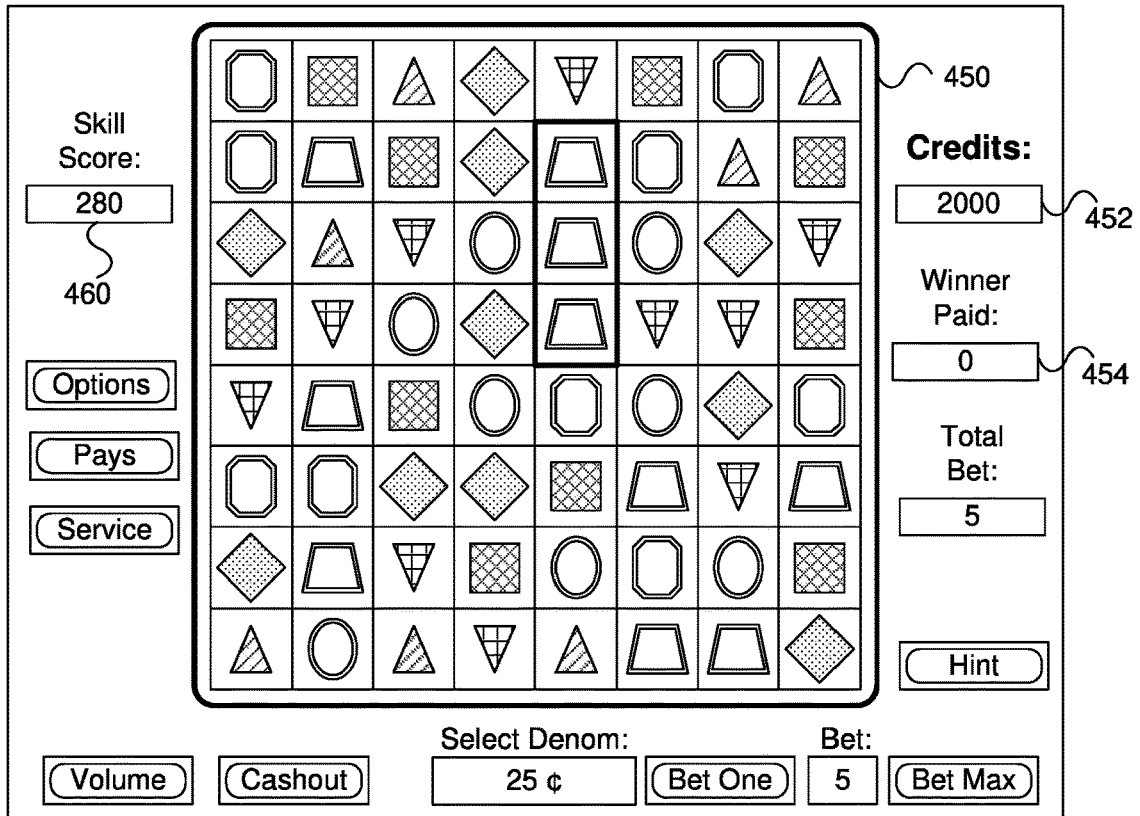 450
Skill
Score:
280
460
Credits:
2000
452
Winner
Paid:
0
454
Options
Pays
Service
Total
Bet:
5
Hint
Select Denom:
Bet:
Volume
Cashout
25 ¢
Bet One
5
Bet Max